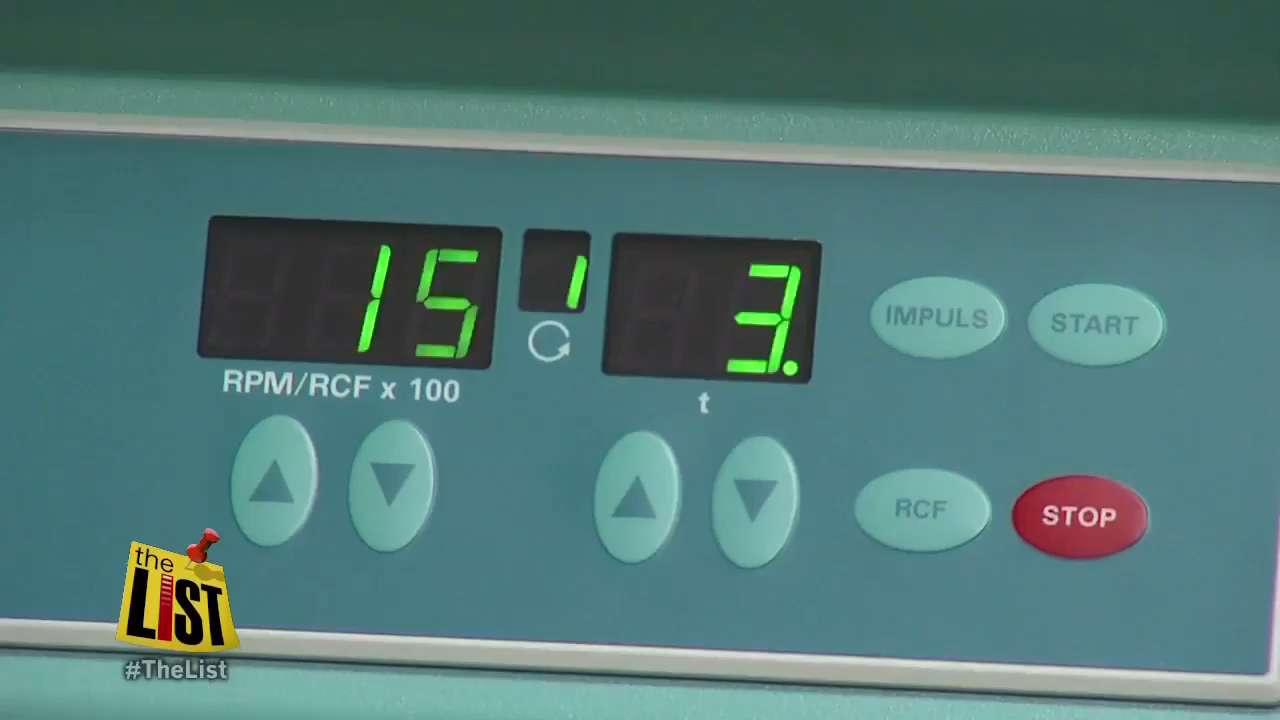 15 1 3.
RPM/RCF x 100
t
IMPULS START
RCF STOP
the
LiST
#TheList